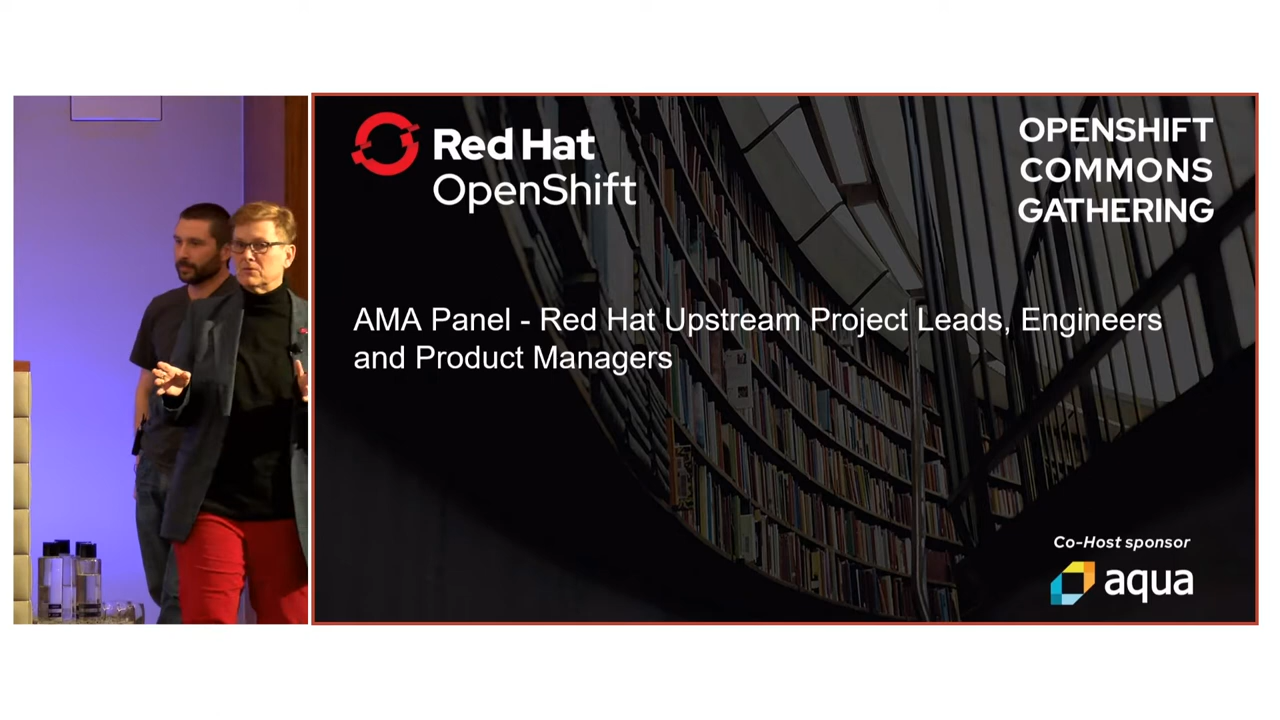 Red Hat
OpenShift
OPENSHIFT
COMMONS
GATHERING
AMA Panel - Red Hat Upstream Project Leads, Engineers
and Product Managers
Co-Host sponsor
aqua